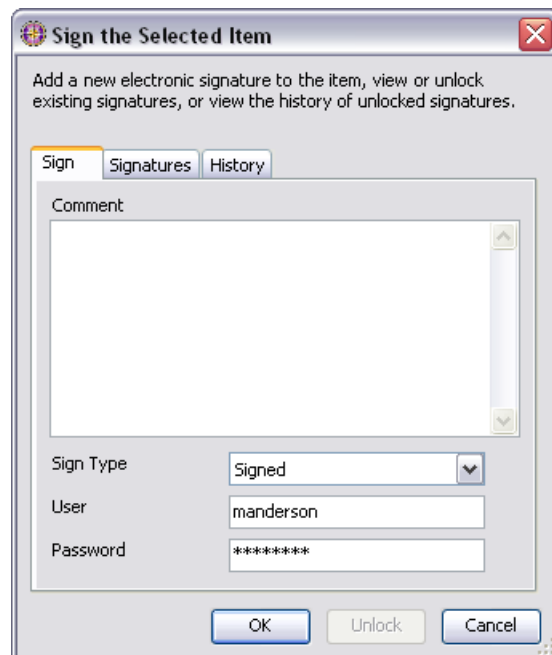 Sign the Selected Item
Add a new electronic signature to the item, view or unlock
existing signatures, or view the history of unlocked signatures.
Sign Signatures History
Comment
Sign Type Signed
User manderson
Password ********
OK Unlock Cancel